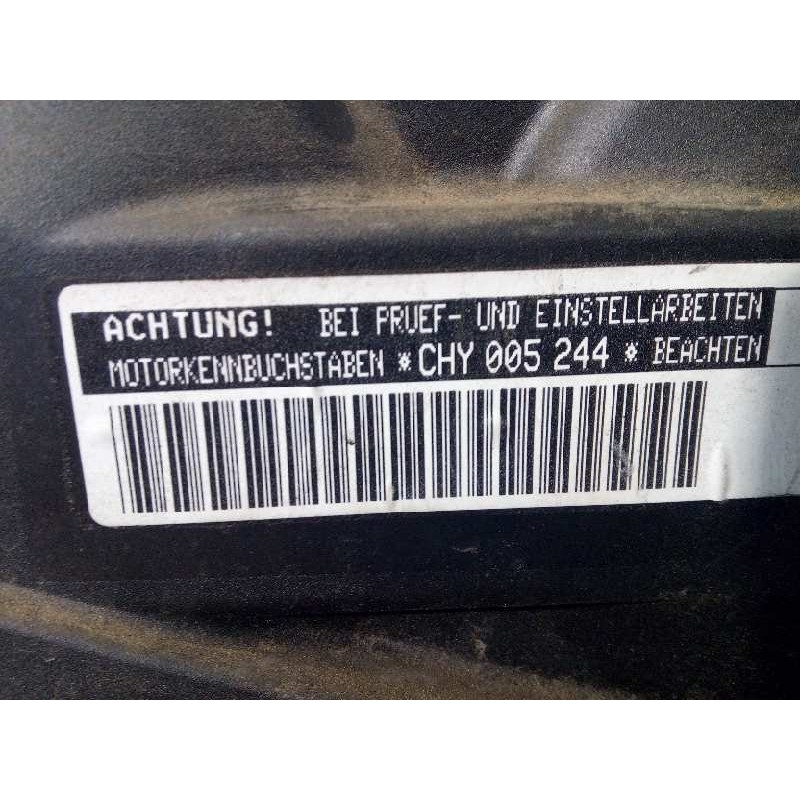 ACHTUNG! BEI PRUEF- UND EINSTELLARBEITEN
MOTORKENNBUCHSTABEN *CHY 005 244* BEACHTEN